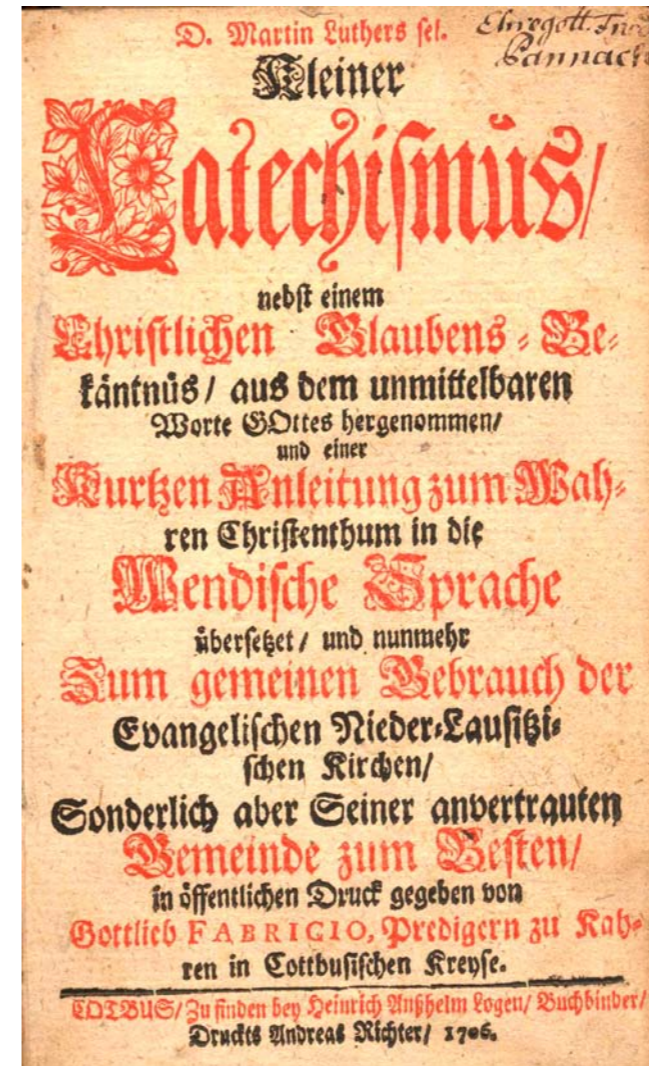 D. Martin Luthers sel.
Ehregott
Pannach
Kleiner
Catechismus/
nebst einem
Christlichen Glaubens-Be-
käntnüs/ aus dem unmittelbaren
Worte GOttes hergenommen/
und einer
Kurtzen Anleitung zum Wah-
ren Christenthum in die
Wendische Sprache
übersetzet/ und nunmehr
Zum gemeinen Gebrauch der
Evangelischen Nieder-Lausitzi-
schen Kirchen/
Sonderlich aber Seiner anvertrauten
Gemeinde zum Besten/
in öffentlichen Druck gegeben von
Gottlieb FABRICIO, Predigern zu Kah-
ren in Cottbusischen Kreyse.
COTBUS/ Zu finden bey Heinrich Anßhelm Logen/ Buchbinder/
Druckts Andreas Richter/ 1706.